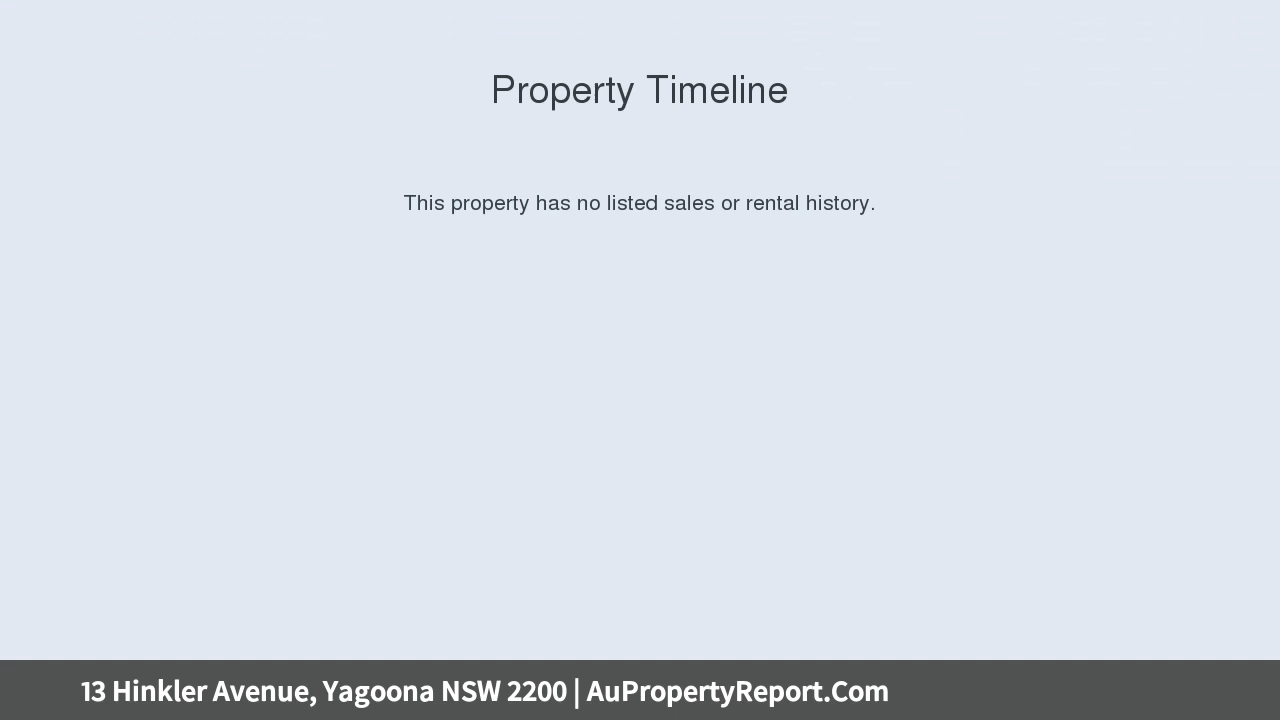 Property Timeline
This property has no listed sales or rental history.
13 Hinkler Avenue, Yagoona NSW 2200 | AuPropertyReport.Com